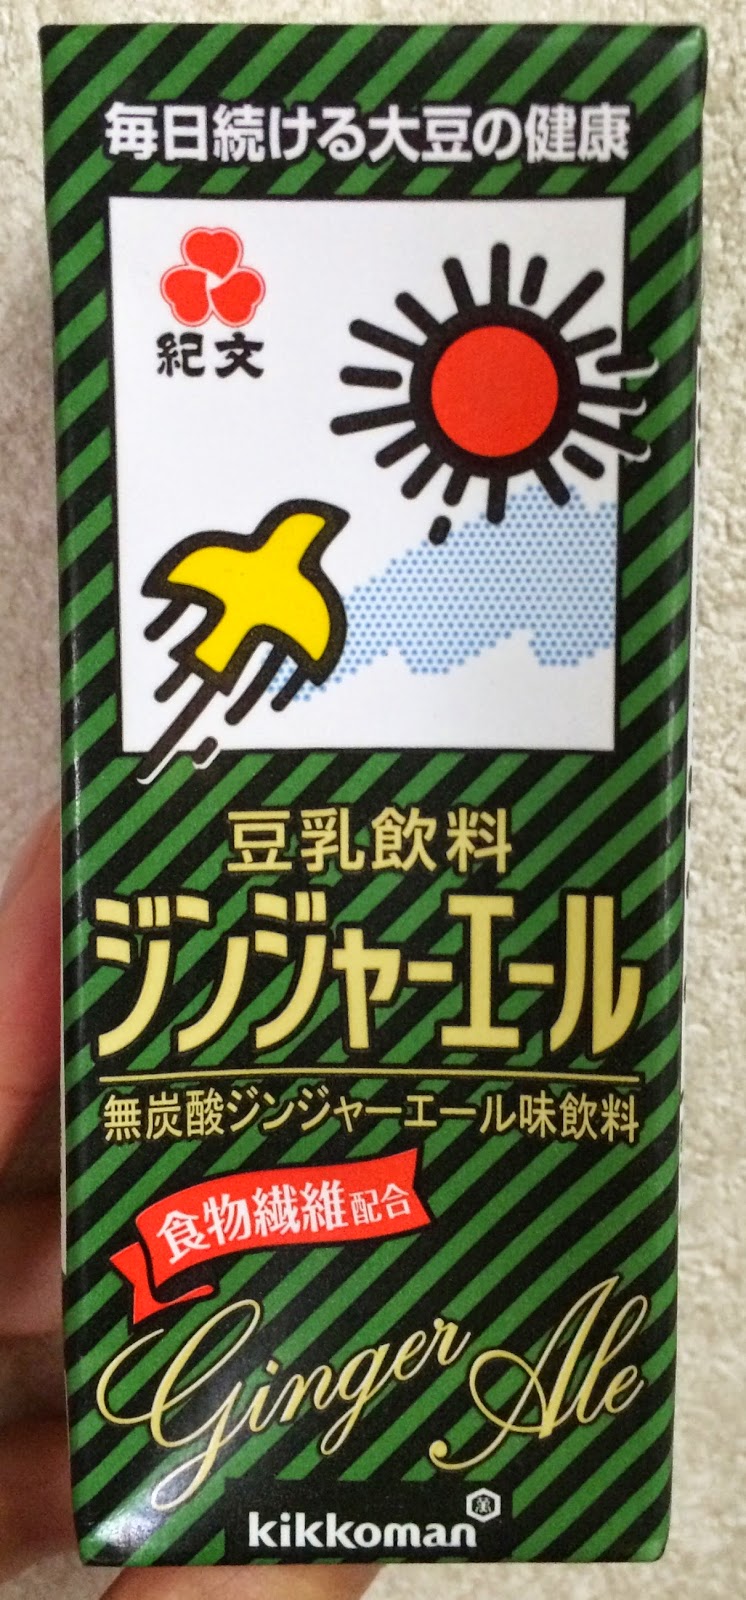 毎日続ける大豆の健康
紀文
豆乳飲料
ジンジャーエール
無炭酸ジンジャーエール味飲料
食物繊維配合
Ginger Ale
kikkoman